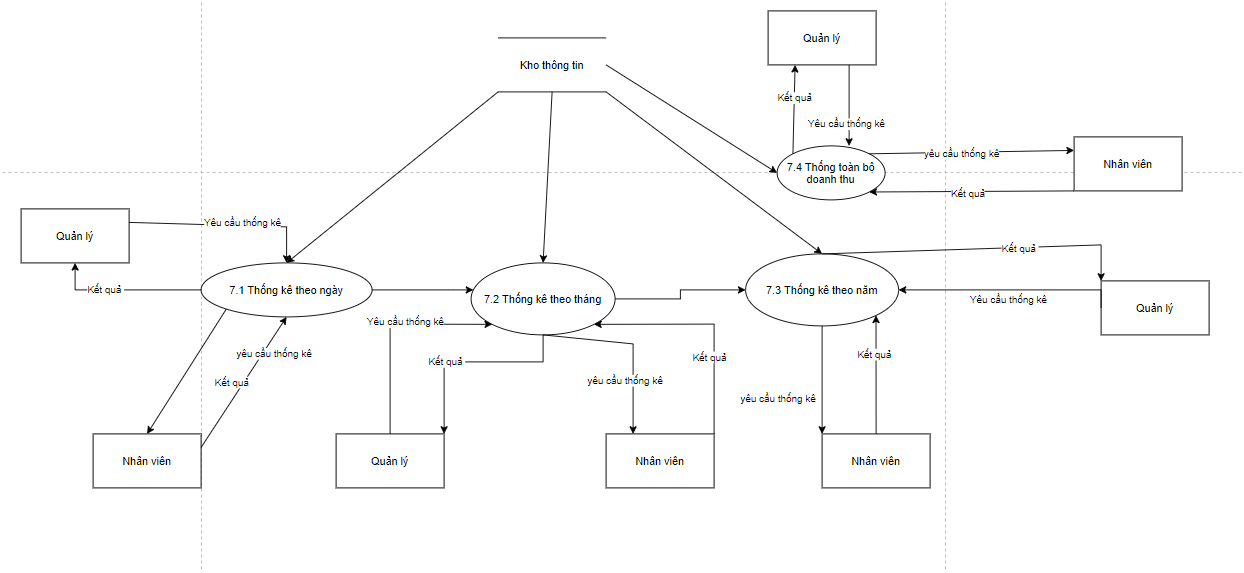 Quản lý
Kho thông tin
Kết quả
Yêu cầu thống kê
7.4 Thống toàn bộ
doanh thu
yêu cầu thống kê
Nhân viên
Kết quả
Quản lý
Yêu cầu thống kê
Kết quả
7.1 Thống kê theo ngày
7.2 Thống kê theo tháng
7.3 Thống kê theo năm
Kết quả
Yêu cầu thống kê
Quản lý
yêu cầu thống kê
Kết quả
Nhân viên
Yêu cầu thống kê
Kết quả
Quản lý
yêu cầu thống kê
Kết quả
Nhân viên
yêu cầu thống kê
Kết quả
Nhân viên